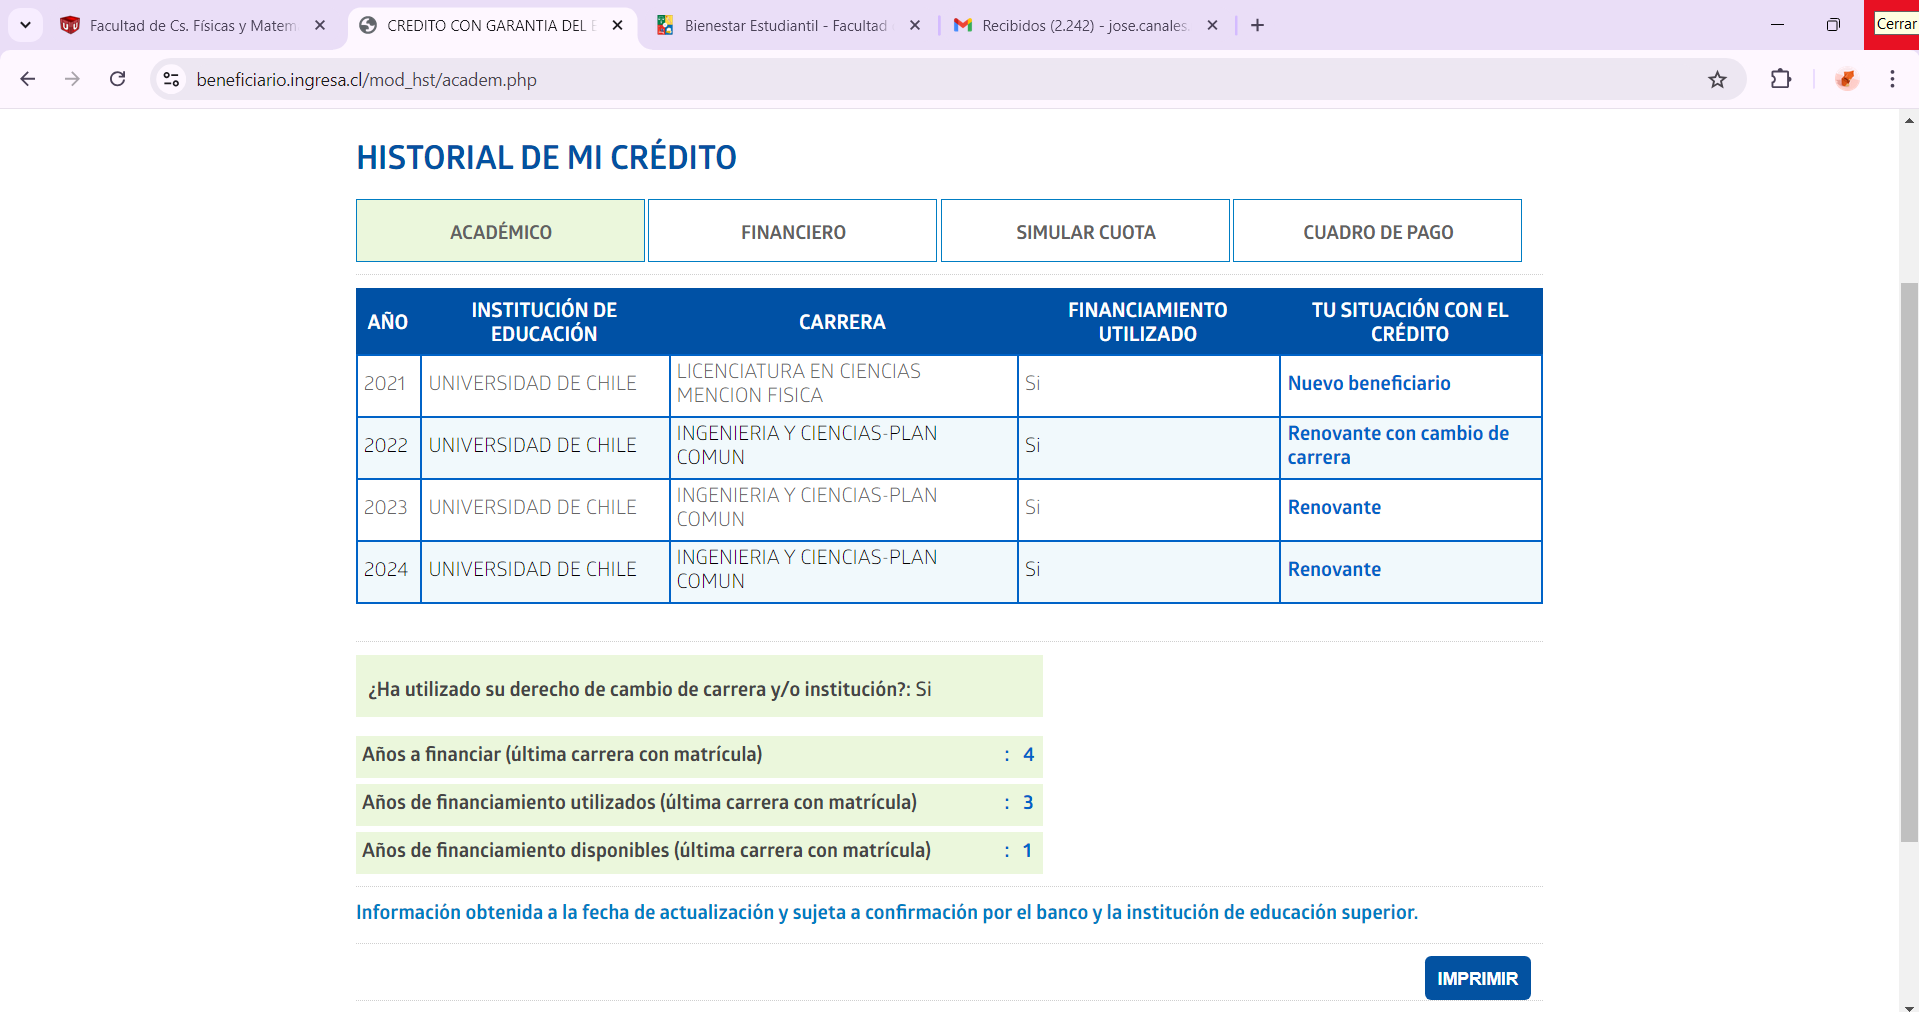 Facultad de Cs. Físicas y Matem
CREDITO CON GARANTIA DEL E
Bienestar Estudiantil - Facultad
Recibidos (2.242) - jose.canales
Cerrar
beneficiario.ingresa.cl/mod_hst/academ.php
HISTORIAL DE MI CRÉDITO
ACADÉMICO
FINANCIERO
SIMULAR CUOTA
CUADRO DE PAGO
AÑO
INSTITUCIÓN DE
EDUCACIÓN
CARRERA
FINANCIAMIENTO
UTILIZADO
TU SITUACIÓN CON EL
CRÉDITO
2021
UNIVERSIDAD DE CHILE
LICENCIATURA EN CIENCIAS
MENCION FISICA
Si
Nuevo beneficiario
2022
UNIVERSIDAD DE CHILE
INGENIERIA Y CIENCIAS-PLAN
COMUN
Si
Renovante con cambio de
carrera
2023
UNIVERSIDAD DE CHILE
INGENIERIA Y CIENCIAS-PLAN
COMUN
Si
Renovante
2024
UNIVERSIDAD DE CHILE
INGENIERIA Y CIENCIAS-PLAN
COMUN
Si
Renovante
¿Ha utilizado su derecho de cambio de carrera y/o institución?: Si
Años a financiar (última carrera con matrícula) : 4
Años de financiamiento utilizados (última carrera con matrícula) : 3
Años de financiamiento disponibles (última carrera con matrícula) : 1
Información obtenida a la fecha de actualización y sujeta a confirmación por el banco y la institución de educación superior.
IMPRIMIR